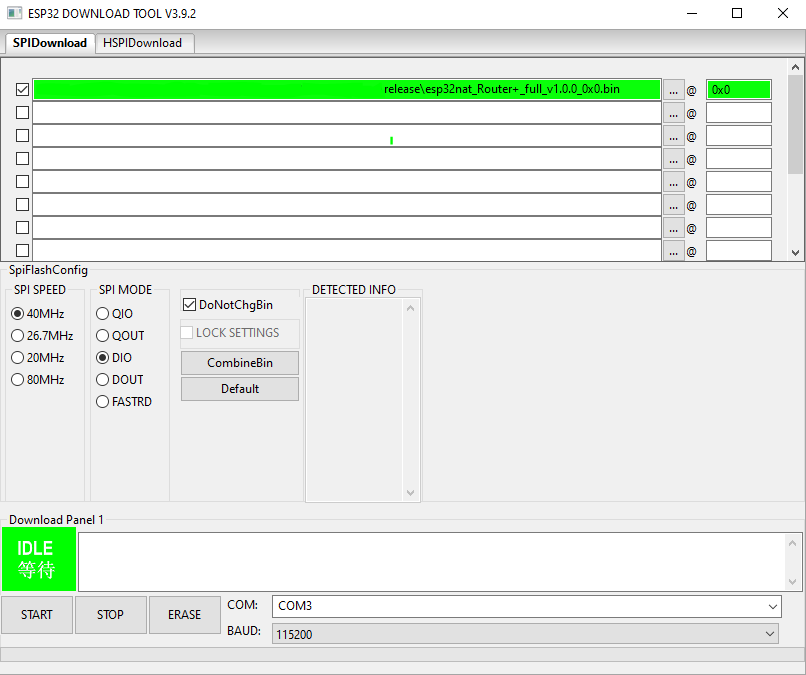 ESP32 DOWNLOAD TOOL V3.9.2
SPIDownload HSPIDownload
release\esp32nat_Router+_full_v1.0.0_0x0.bin ... @ 0x0
... @
... @
... @
... @
... @
... @
... @
SpiFlashConfig
SPI SPEED
40MHz
26.7MHz
20MHz
80MHz
SPI MODE
QIO
QOUT
DIO
DOUT
FASTRD
DoNotChgBin
LOCK SETTINGS
CombineBin
Default
DETECTED INFO
Download Panel 1
IDLE
等待
START STOP ERASE
COM: COM3
BAUD: 115200